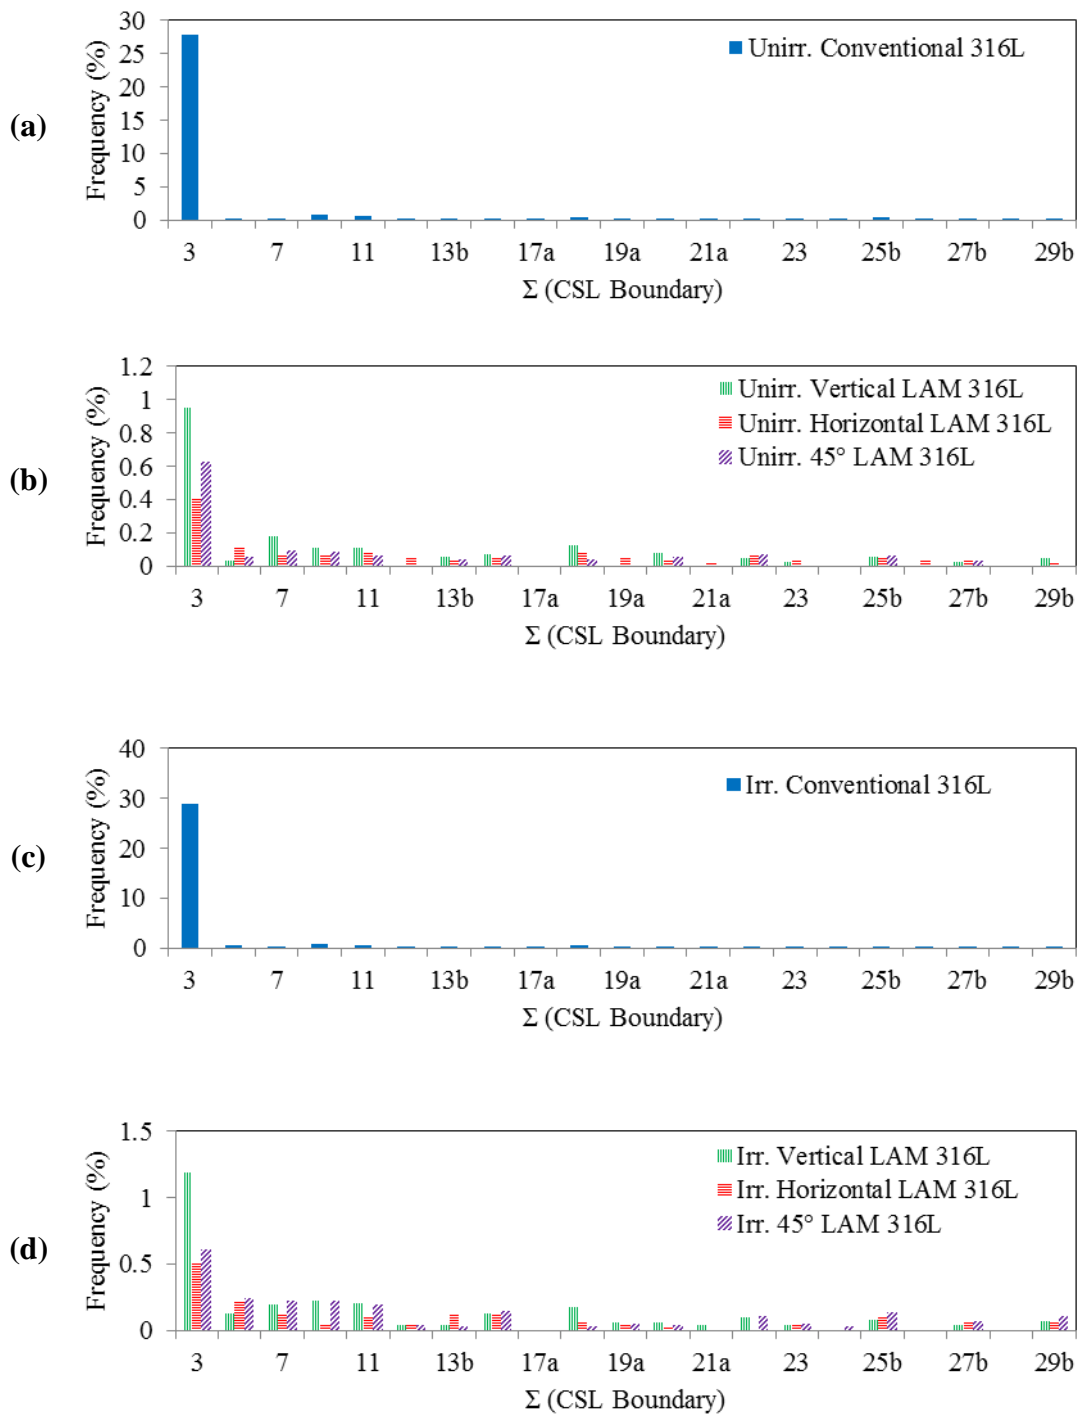 (a)
Frequency (%)
30
25
20
15
10
5
0
Unirr. Conventional 316L
3 7 11 13b 17a 19a 21a 23 25b 27b 29b
Σ (CSL Boundary)
(b)
Frequency (%)
1.2
1
0.8
0.6
0.4
0.2
0
Unirr. Vertical LAM 316L
Unirr. Horizontal LAM 316L
Unirr. 45° LAM 316L
3 7 11 13b 17a 19a 21a 23 25b 27b 29b
Σ (CSL Boundary)
(c)
Frequency (%)
40
30
20
10
0
Irr. Conventional 316L
3 7 11 13b 17a 19a 21a 23 25b 27b 29b
Σ (CSL Boundary)
(d)
Frequency (%)
1.5
1
0.5
0
Irr. Vertical LAM 316L
Irr. Horizontal LAM 316L
Irr. 45° LAM 316L
3 7 11 13b 17a 19a 21a 23 25b 27b 29b
Σ (CSL Boundary)